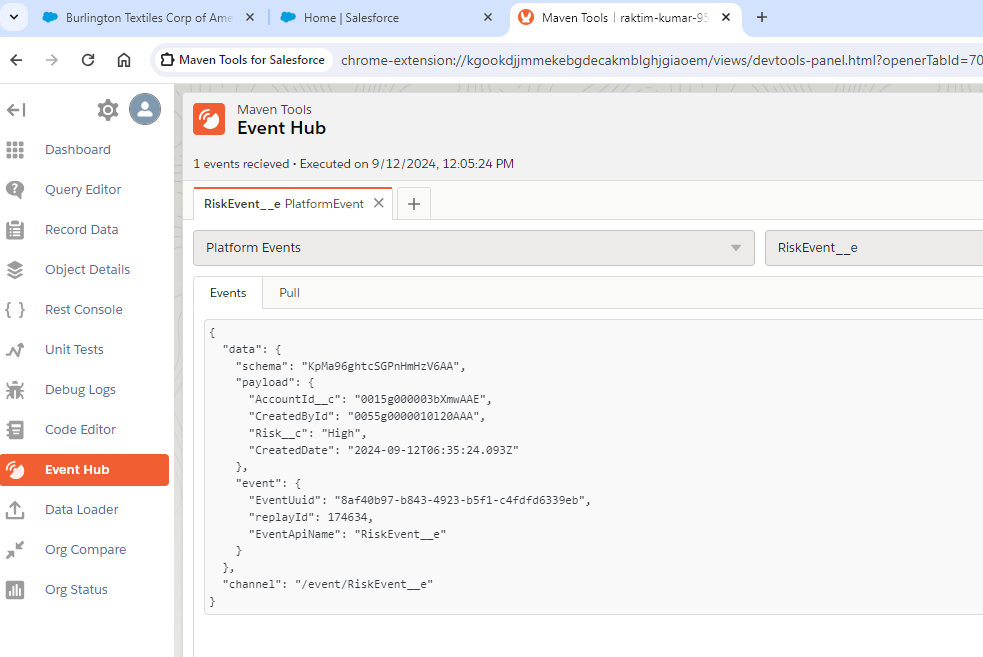 Burlington Textiles Corp of Ame
Home | Salesforce
Maven Tools | raktim-kumar-95
Maven Tools for Salesforce
chrome-extension://kgookdjjmmekebgdecakmblghjgiaoem/views/devtools-panel.html?openerTabId=70
Dashboard
Query Editor
Record Data
Object Details
Rest Console
Unit Tests
Debug Logs
Code Editor
Event Hub
Data Loader
Org Compare
Org Status
Maven Tools
Event Hub
1 events recieved • Executed on 9/12/2024, 12:05:24 PM
RiskEvent__e PlatformEvent
Platform Events
RiskEvent__e
Events
Pull
{
"data": {
"schema": "KpMa96ghtcSGPnHmHzV6AA",
"payload": {
"AccountId__c": "0015g000003bXmwAAE",
"CreatedById": "0055g0000010l20AAA",
"Risk__c": "High",
"CreatedDate": "2024-09-12T06:35:24.093Z"
},
"event": {
"EventUuid": "8af40b97-b843-4923-b5f1-c4fdfd6339eb",
"replayId": 174634,
"EventApiName": "RiskEvent__e"
}
},
"channel": "/event/RiskEvent__e"
}